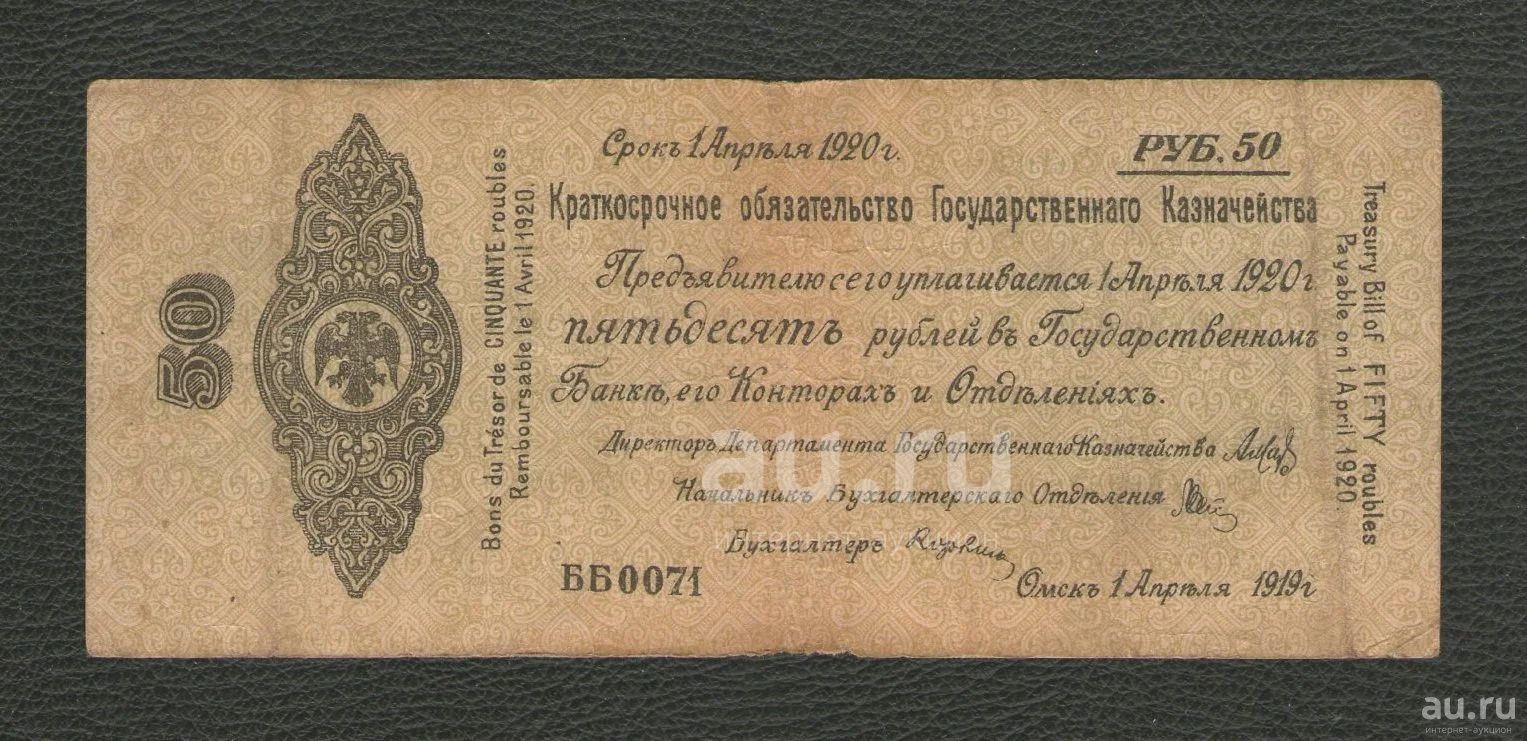 50
Bons du Trésor de CINQUANTE roubles
Remboursable le 1 Avril 1920.
Срокъ 1 Апрѣля 1920 г.
РУБ. 50
Краткосрочное обязательство Государственнаго Казначейства
Предъявителю сего уплачивается 1 Апрѣля 1920 г
пятьдесятъ рублей въ Государственномъ
Банкѣ, его Конторахъ и Отдѣленіяхъ.
Директоръ Департамента Государственнаго Казначейства
Начальникъ Бухгалтерскаго Отдѣленія
Бухгалтеръ
ББ0071
Омскъ 1 Апрѣля 1919 г
Treasury Bill of FIFTY roubles
Payable on 1 April 1920.
au.ru
au.ru
интернет-аукцион